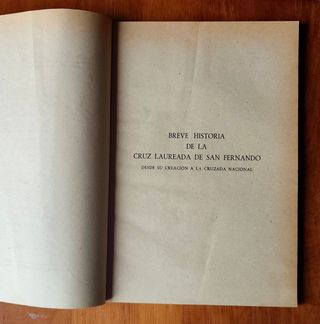 BREVE HISTORIA
DE LA
CRUZ LAUREADA DE SAN FERNANDO
DESDE SU CREACIÓN A LA CRUZADA NACIONAL